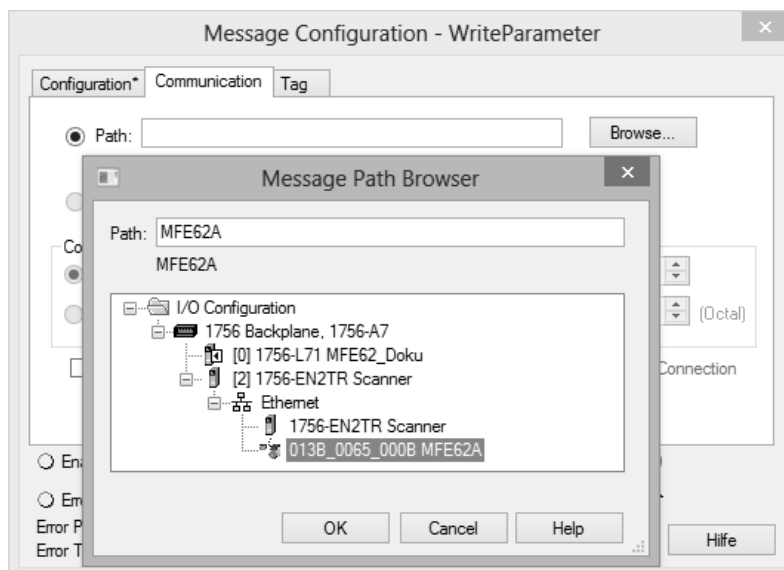 Message Configuration - WriteParameter
Configuration* Communication Tag
Path: Browse...
Message Path Browser
Path: MFE62A
MFE62A
I/O Configuration
1756 Backplane, 1756-A7
[0] 1756-L71 MFE62_Doku
[2] 1756-EN2TR Scanner
Ethernet
1756-EN2TR Scanner
013B_0065_000B MFE62A
(Octal)
Connection
OK Cancel Help
Error P
Error T
Hilfe